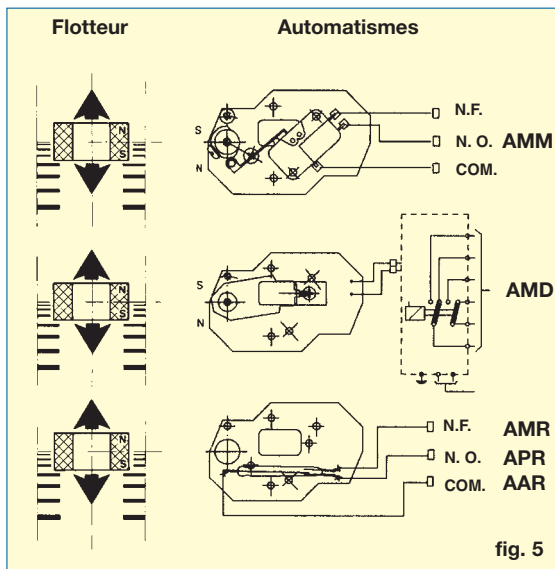 Flotteur Automatismes
N
S
S
N
N.F.
N. O. AMM
COM.
N
S
S
N
AMD
N
S
N.F. AMR
N. O. APR
COM. AAR
fig. 5